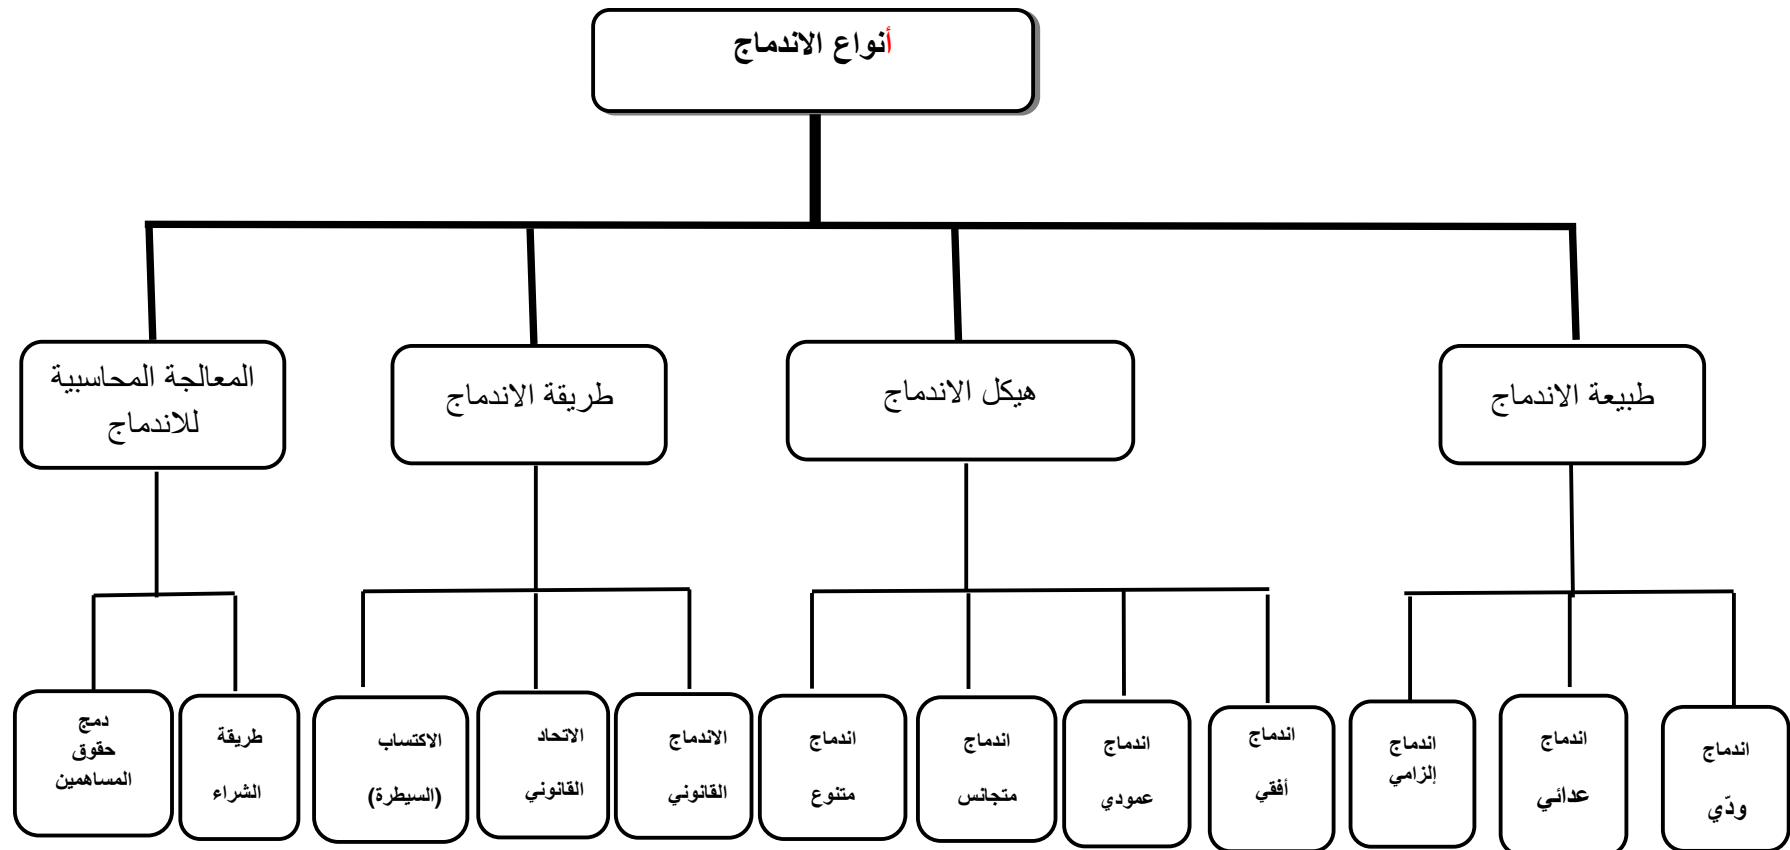 أنواع الاندماج
طبيعة الاندماج
هيكل الاندماج
طريقة الاندماج
المعالجة المحاسبية
للاندماج
اندماج
ودّي
اندماج
عدائي
اندماج
إلزامي
اندماج
أفقي
اندماج
عمودي
اندماج
متجانس
اندماج
متنوع
الاندماج
القانوني
الاتحاد
القانوني
الاكتساب
(السيطرة)
طريقة
الشراء
دمج
حقوق
المساهمين